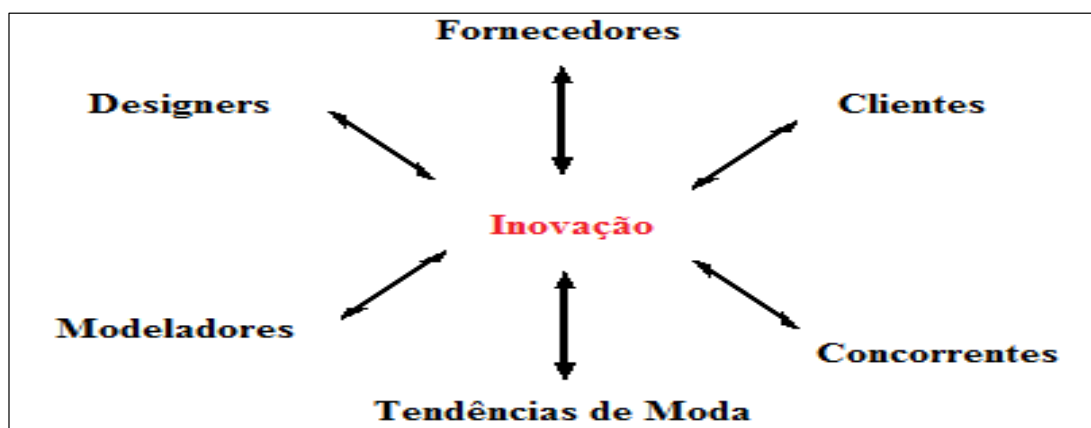 Fornecedores
Designers
Clientes
Inovação
Modeladores
Concorrentes
Tendências de Moda